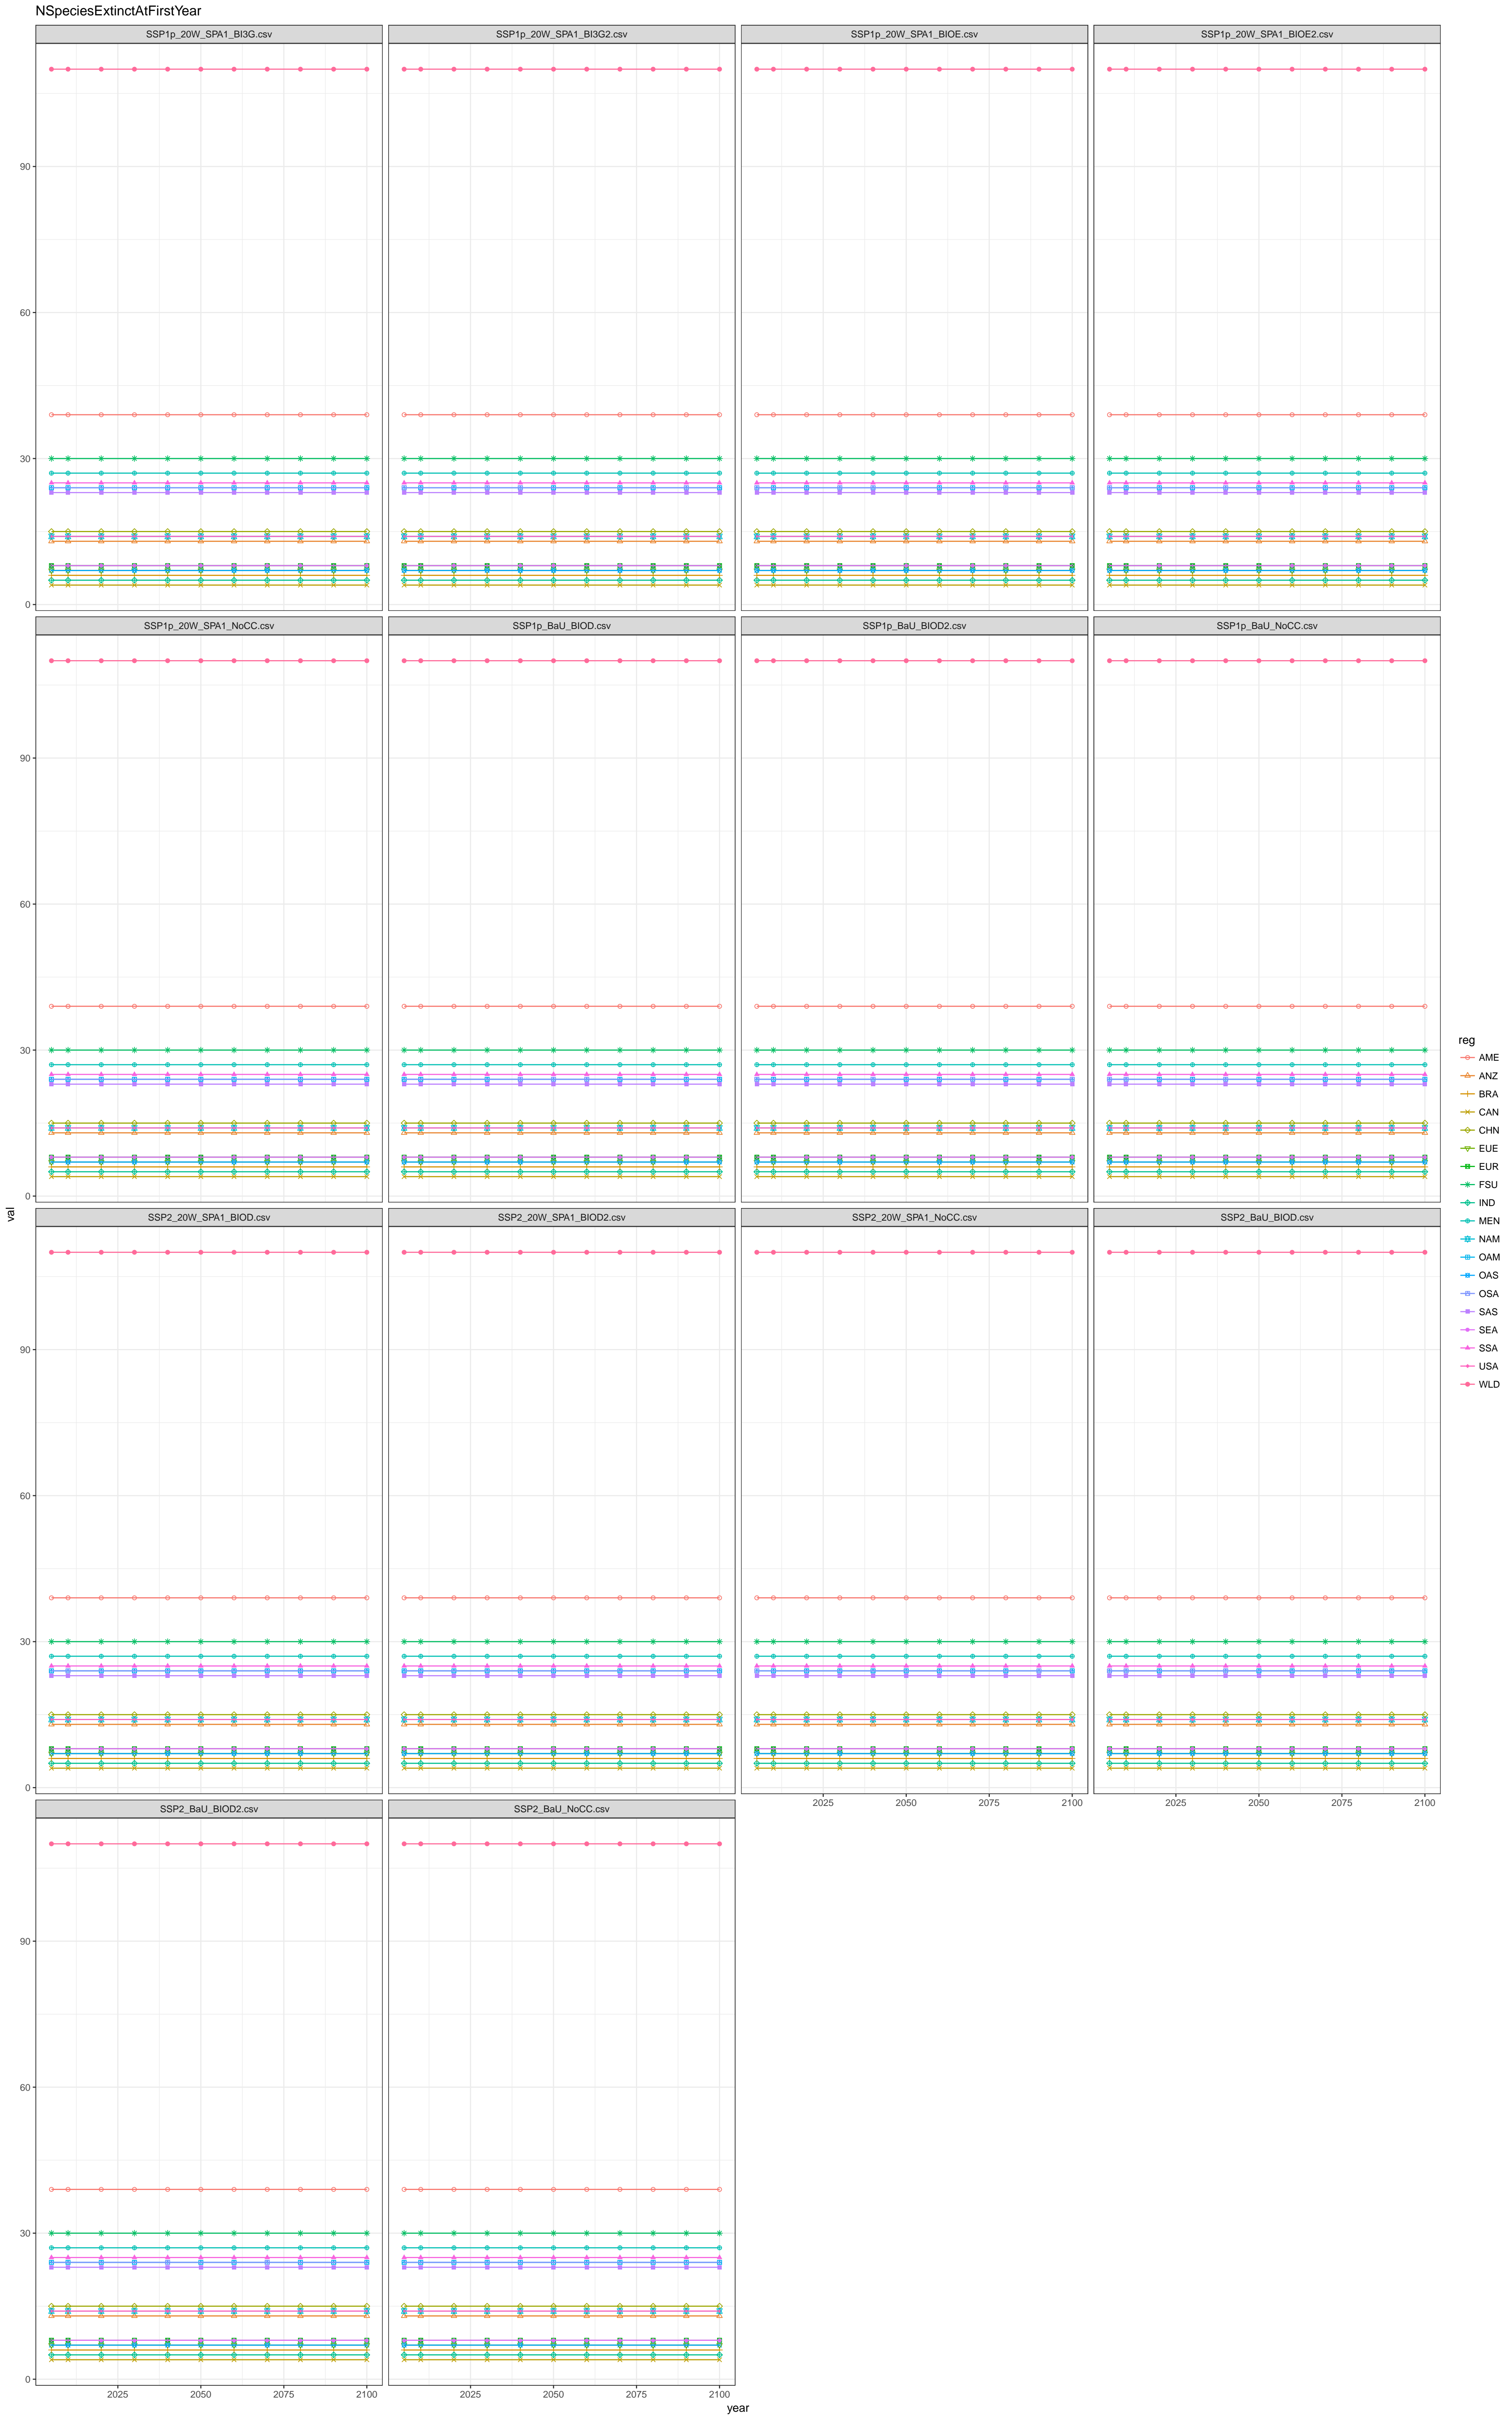 NSpeciesExtinctAtFirstYear
SSP1p_20W_SPA1_BI3G.csv
SSP1p_20W_SPA1_BI3G2.csv
SSP1p_20W_SPA1_BIOE.csv
SSP1p_20W_SPA1_BIOE2.csv
90
60
30
0
SSP1p_20W_SPA1_NoCC.csv
SSP1p_BaU_BIOD.csv
SSP1p_BaU_BIOD2.csv
SSP1p_BaU_NoCC.csv
90
60
30
0
val
SSP2_20W_SPA1_BIOD.csv
SSP2_20W_SPA1_BIOD2.csv
SSP2_20W_SPA1_NoCC.csv
SSP2_BaU_BIOD.csv
90
60
30
0
2025 2050 2075 2100
2025 2050 2075 2100
SSP2_BaU_BIOD2.csv
SSP2_BaU_NoCC.csv
90
60
30
0
2025 2050 2075 2100
2025 2050 2075 2100
year
reg
AME
ANZ
BRA
CAN
CHN
EUE
EUR
FSU
IND
MEN
NAM
OAM
OAS
OSA
SAS
SEA
SSA
USA
WLD